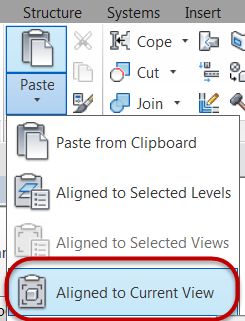 Structure Systems Insert
Paste
Cope
Cut
Join
Paste from Clipboard
Aligned to Selected Levels
Aligned to Selected Views
Aligned to Current View